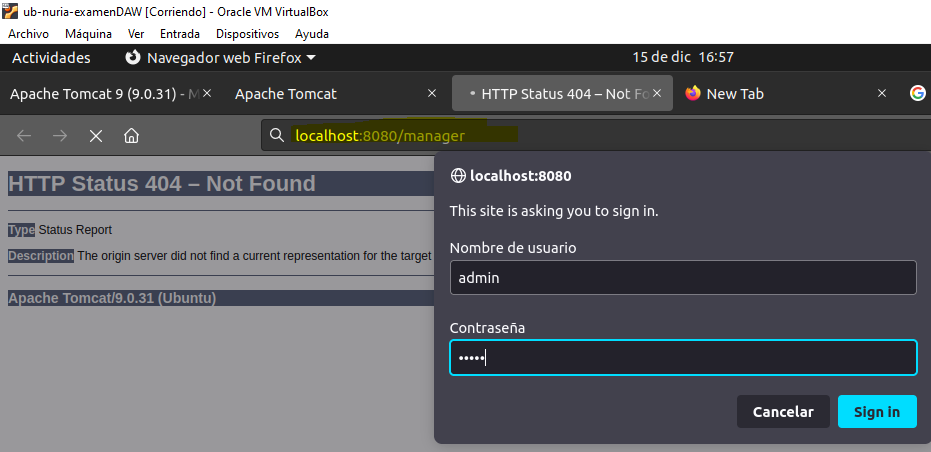 ub-nuria-examenDAW [Corriendo] - Oracle VM VirtualBox
Archivo Máquina Ver Entrada Dispositivos Ayuda
Actividades Navegador web Firefox 15 de dic 16:57
Apache Tomcat 9 (9.0.31) - Apache Tomcat HTTP Status 404 – Not New Tab
localhost:8080/manager
HTTP Status 404 – Not Found
Type Status Report
Description The origin server did not find a current representation for the target
Apache Tomcat/9.0.31 (Ubuntu)
localhost:8080
This site is asking you to sign in.
Nombre de usuario
admin
Contraseña
•••••
Cancelar Sign in